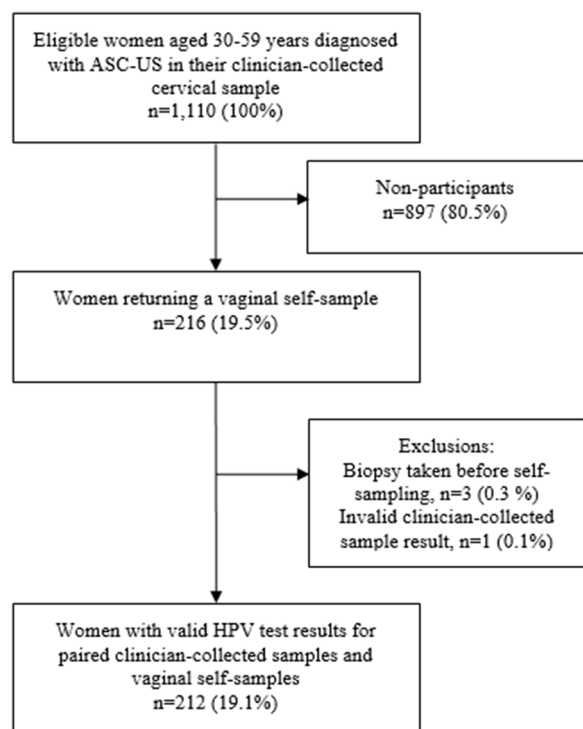 Eligible women aged 30-59 years diagnosed
with ASC-US in their clinician-collected
cervical sample
n=1,110 (100%)
Non-participants
n=897 (80.5%)
Women returning a vaginal self-sample
n=216 (19.5%)
Exclusions:
Biopsy taken before self-
sampling, n=3 (0.3 %)
Invalid clinician-collected
sample result, n=1 (0.1%)
Women with valid HPV test results for
paired clinician-collected samples and
vaginal self-samples
n=212 (19.1%)